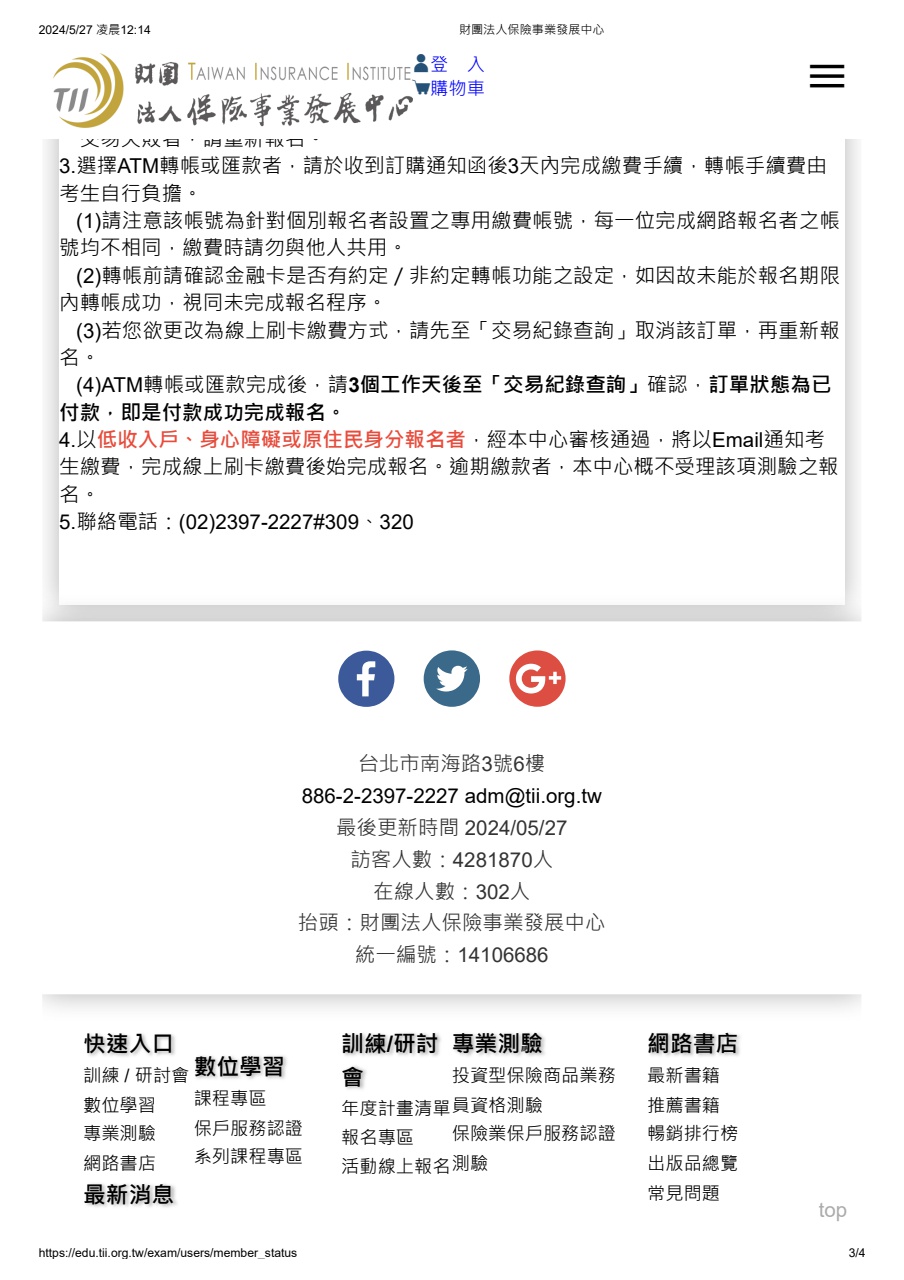 2024/5/27 凌晨12:14
財團法人保險事業發展中心
TII
財團 TAIWAN INSURANCE INSTITUTE
法人保險事業發展中心
登 入
購物車
交易失敗者，請重新報名。
3.選擇ATM轉帳或匯款者，請於收到訂購通知函後3天內完成繳費手續，轉帳手續費由
考生自行負擔。
(1)請注意該帳號為針對個別報名者設置之專用繳費帳號，每一位完成網路報名者之帳
號均不相同，繳費時請勿與他人共用。
(2)轉帳前請確認金融卡是否有約定 / 非約定轉帳功能之設定，如因故未能於報名期限
內轉帳成功，視同未完成報名程序。
(3)若您欲更改為線上刷卡繳費方式，請先至「交易紀錄查詢」取消該訂單，再重新報
名。
(4)ATM轉帳或匯款完成後，請3個工作天後至「交易紀錄查詢」確認，訂單狀態為已
付款，即是付款成功完成報名。
4.以低收入戶、身心障礙或原住民身分報名者，經本中心審核通過，將以Email通知考
生繳費，完成線上刷卡繳費後始完成報名。逾期繳款者，本中心概不受理該項測驗之報
名。
5.聯絡電話：(02)2397-2227#309、320
台北市南海路3號6樓
886-2-2397-2227 adm@tii.org.tw
最後更新時間 2024/05/27
訪客人數：4281870人
在線人數：302人
抬頭：財團法人保險事業發展中心
統一編號：14106686
快速入口
訓練 / 研討會
數位學習
專業測驗
網路書店
最新消息
數位學習
課程專區
保戶服務認證
系列課程專區
訓練/研討
會
年度計畫清單
報名專區
活動線上報名
專業測驗
投資型保險商品業務
員資格測驗
保險業保戶服務認證
測驗
網路書店
最新書籍
推薦書籍
暢銷排行榜
出版品總覽
常見問題
top
https://edu.tii.org.tw/exam/users/member_status
3/4